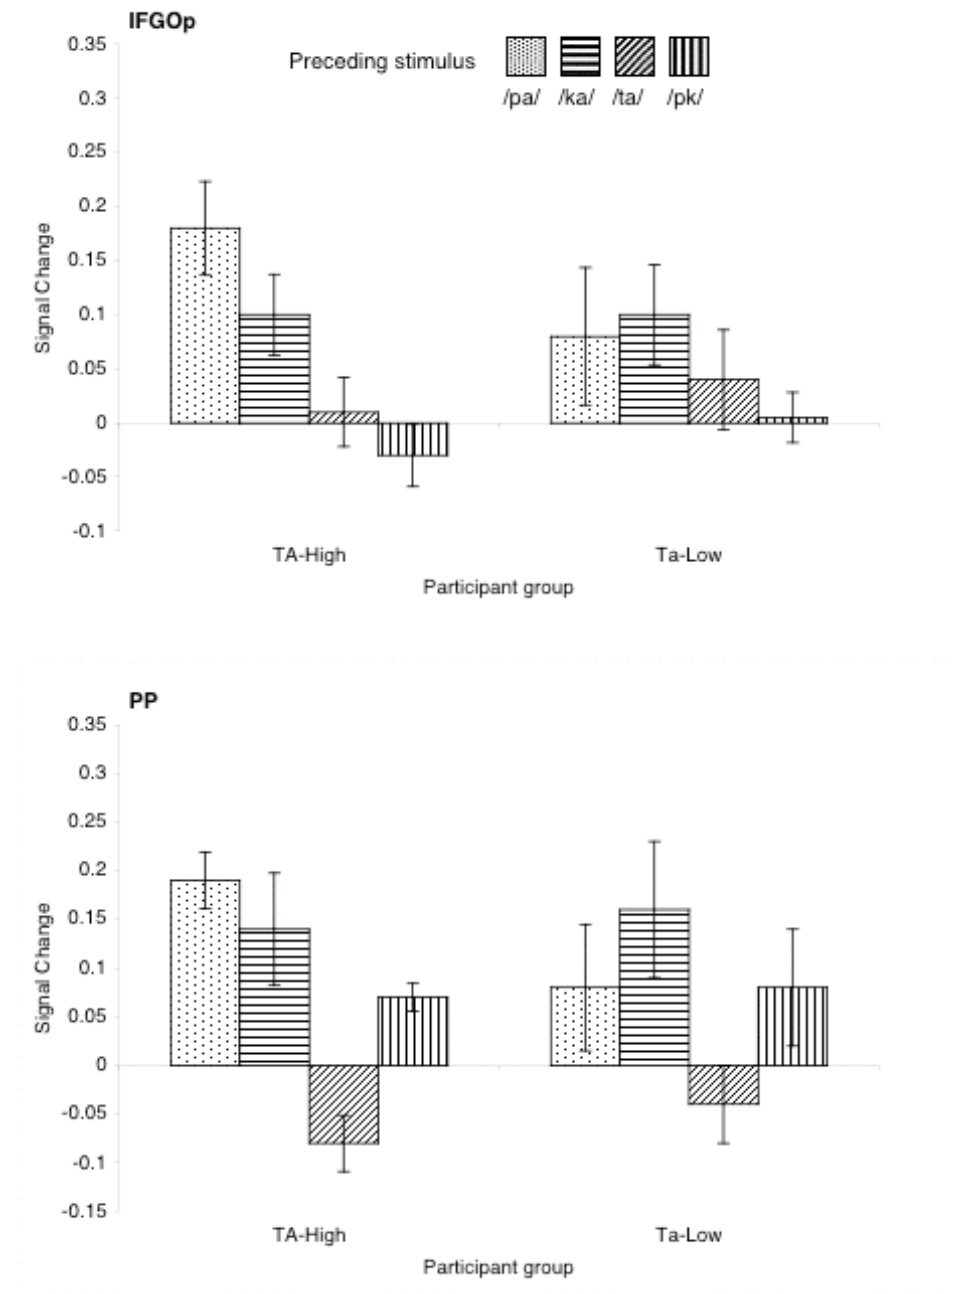 IFGOp
Preceding stimulus
/pa/ /ka/ /ta/ /pk/
0.35
0.3
0.25
0.2
0.15
0.1
0.05
0
-0.05
-0.1
Signal Change
TA-High Ta-Low
Participant group
PP
0.35
0.3
0.25
0.2
0.15
0.1
0.05
0
-0.05
-0.1
-0.15
Signal Change
TA-High Ta-Low
Participant group